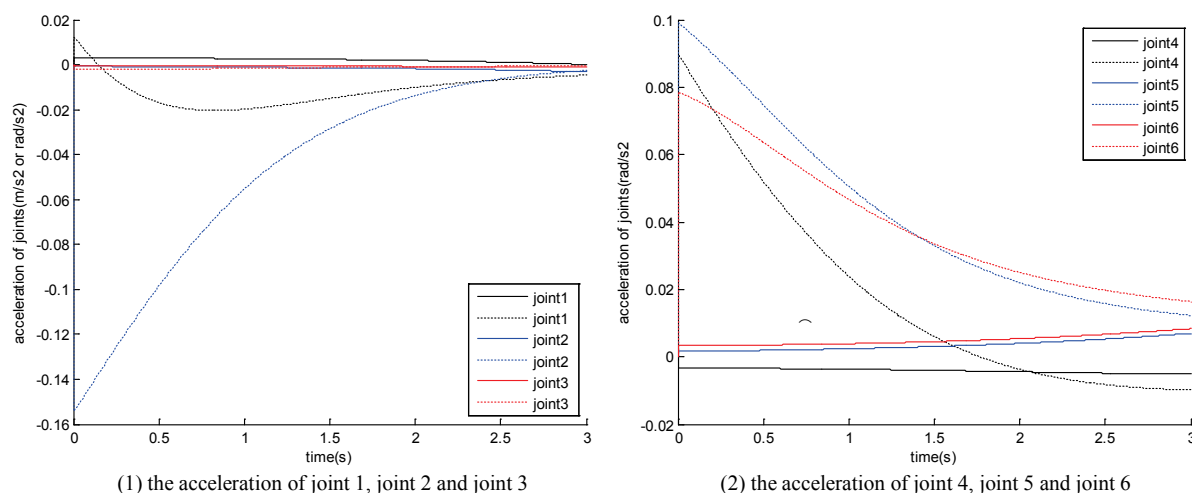 0.02
0
-0.02
-0.04
-0.06
-0.08
-0.1
-0.12
-0.14
-0.16
acceleration of joints(m/s2 or rad/s2)
joint1
joint1
joint2
joint2
joint3
joint3
0
0.5
1
1.5
2
2.5
3
time(s)
(1) the acceleration of joint 1, joint 2 and joint 3
0.1
0.08
0.06
0.04
0.02
0
-0.02
acceleration of joints(rad/s2
joint4
joint4
joint5
joint5
joint6
joint6
0
0.5
1
1.5
2
2.5
3
time(s)
(2) the acceleration of joint 4, joint 5 and joint 6